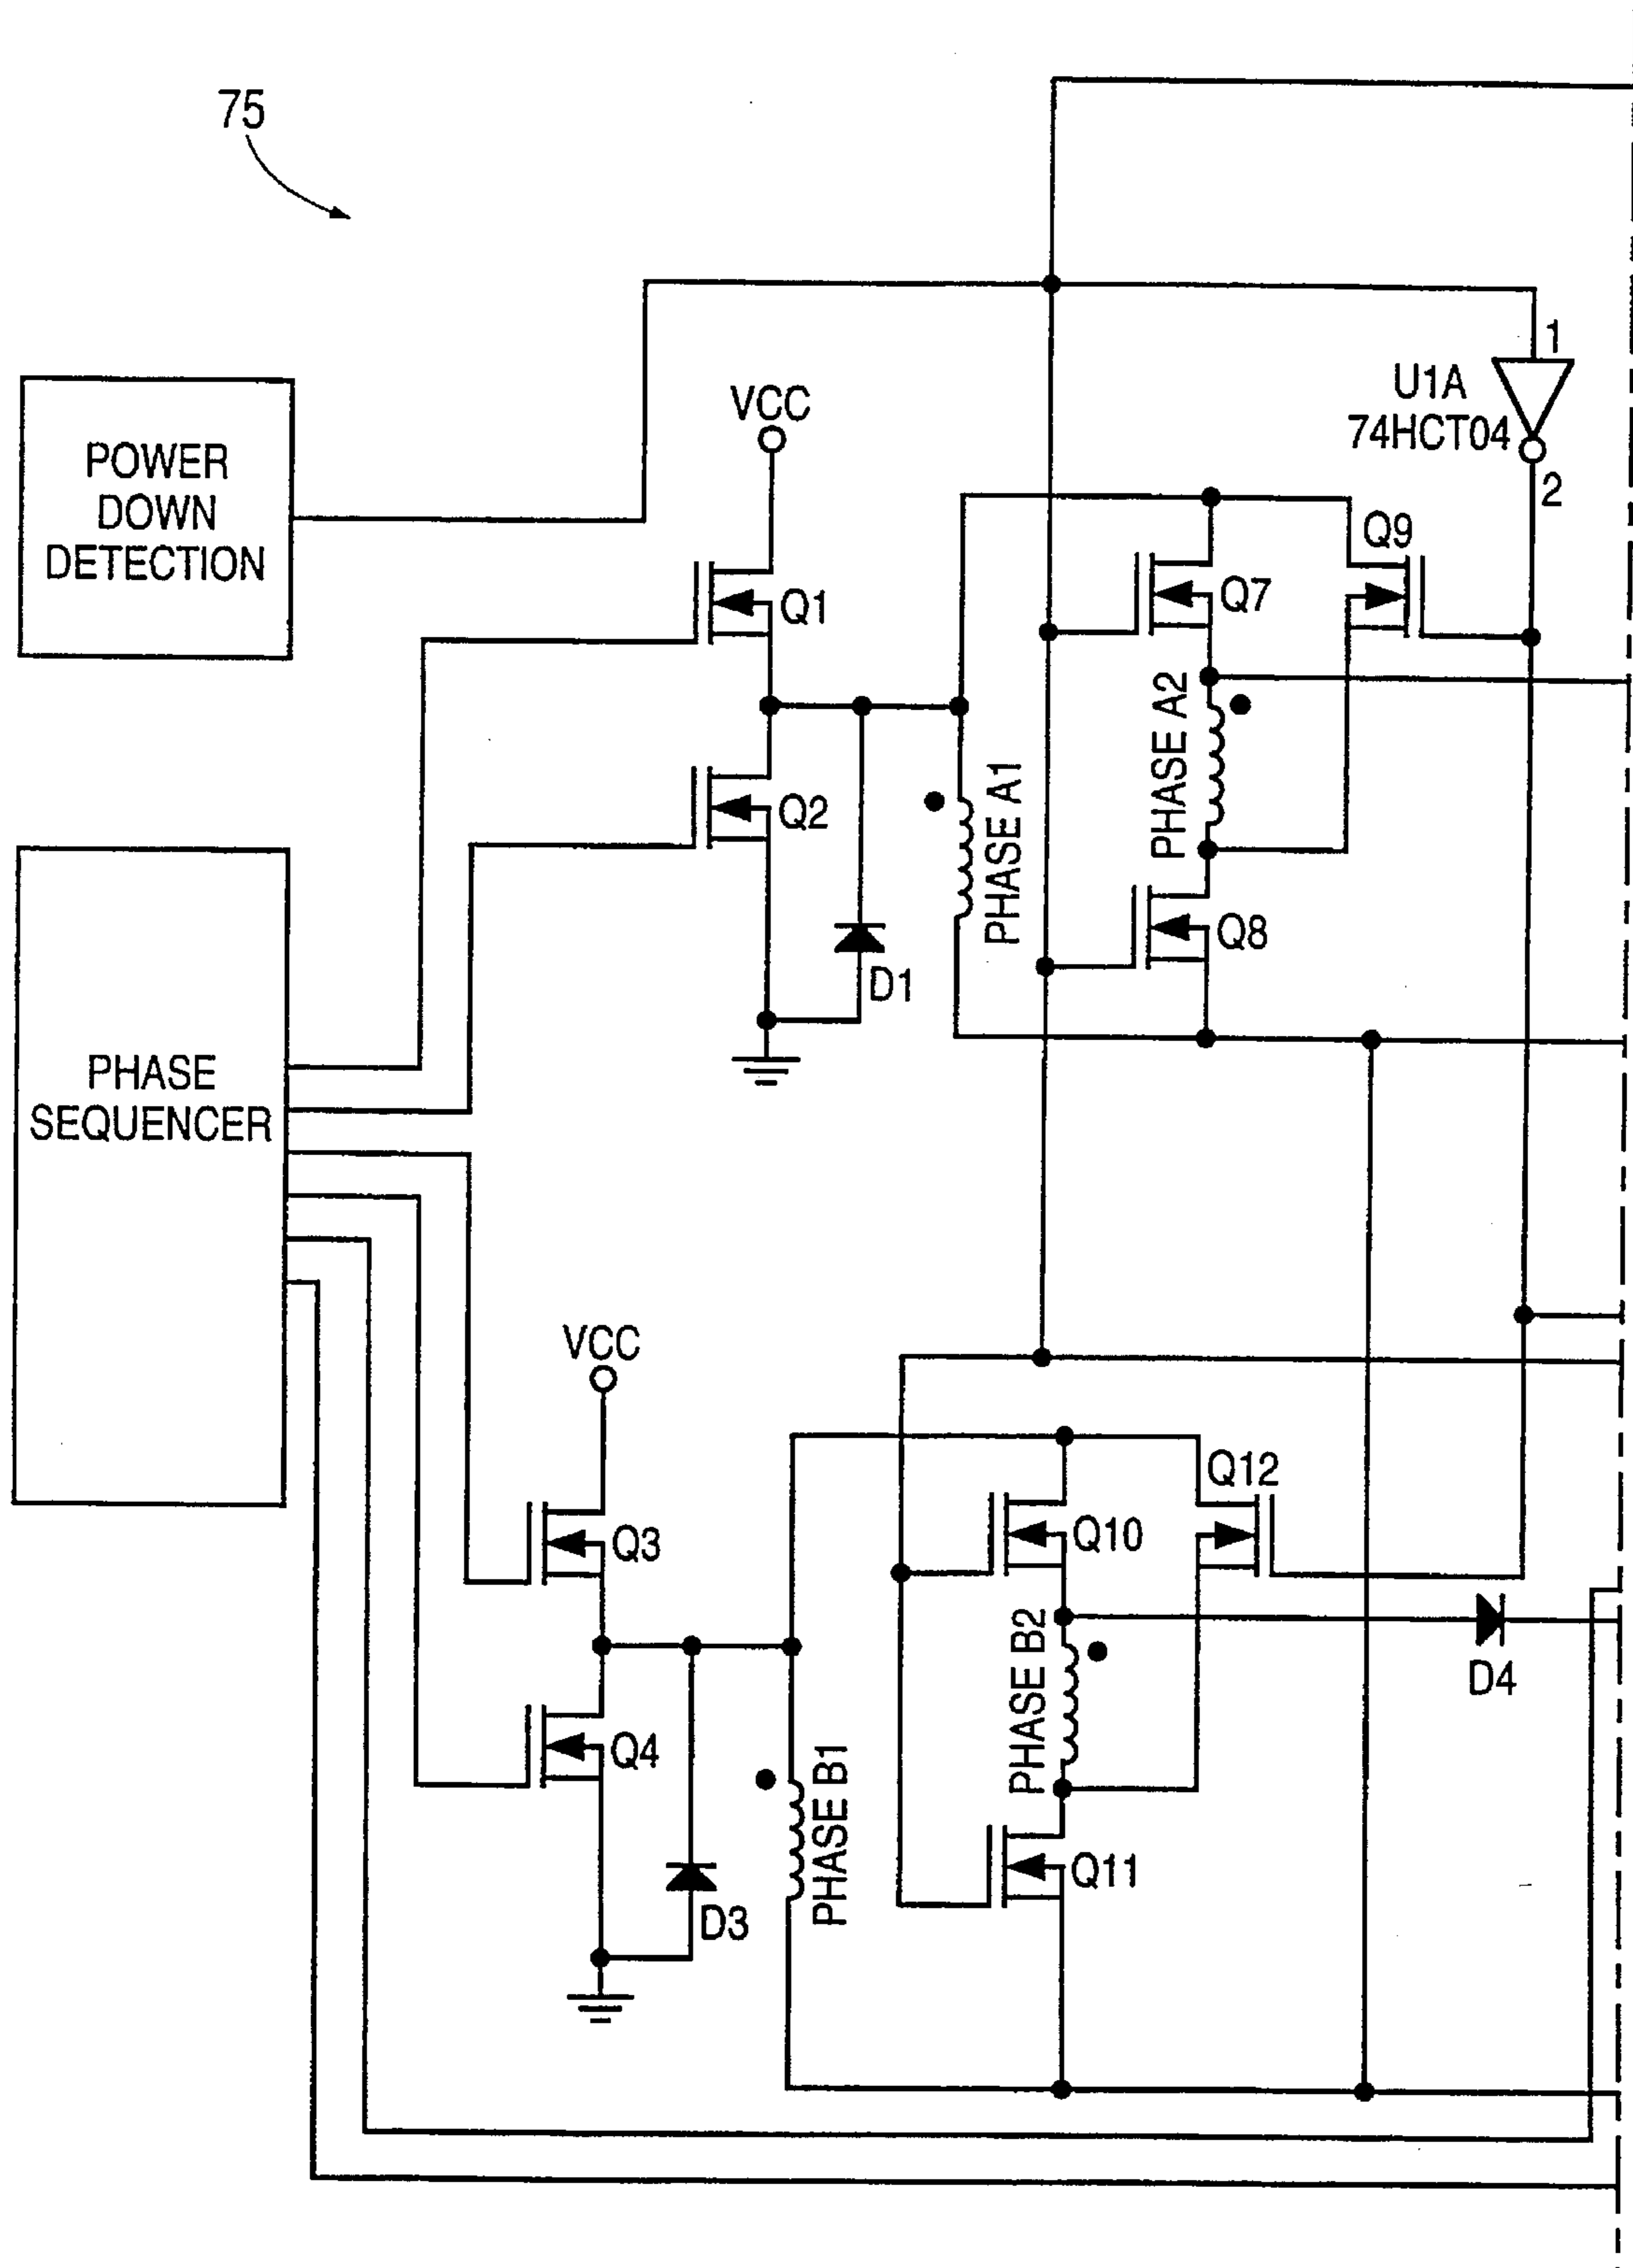 75
POWER
DOWN
DETECTION
VCC
Q1
Q2
D1
PHASE A1
Q7
PHASE A2
Q8
Q9
1
U1A
74HCT04
2
PHASE
SEQUENCER
VCC
Q3
Q4
D3
PHASE B1
Q10
PHASE B2
Q11
Q12
D4